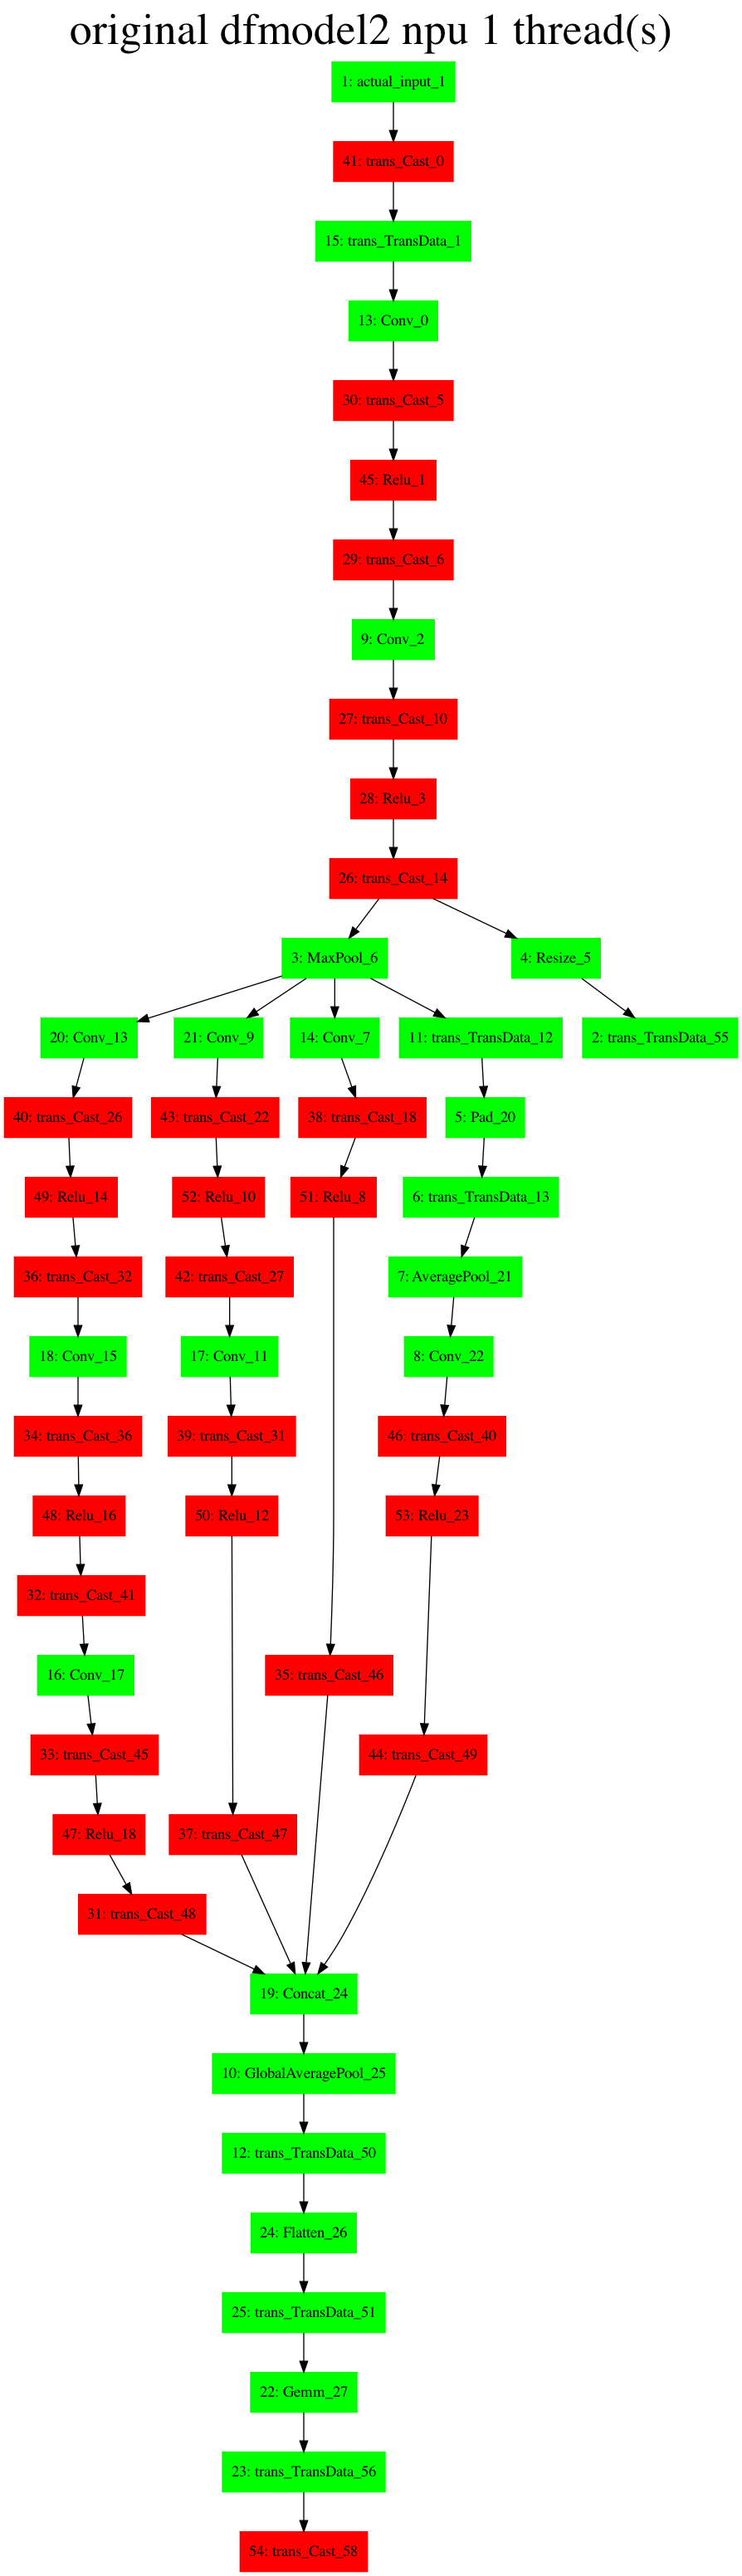 original dfmodel2 npu 1 thread(s)
1: actual_input_1
41: trans_Cast_0
15: trans_TransData_1
13: Conv_0
30: trans_Cast_5
45: Relu_1
29: trans_Cast_6
9: Conv_2
27: trans_Cast_10
28: Relu_3
26: trans_Cast_14
3: MaxPool_6
4: Resize_5
20: Conv_13
21: Conv_9
14: Conv_7
11: trans_TransData_12
2: trans_TransData_55
40: trans_Cast_26
43: trans_Cast_22
38: trans_Cast_18
5: Pad_20
49: Relu_14
52: Relu_10
51: Relu_8
6: trans_TransData_13
36: trans_Cast_32
42: trans_Cast_27
7: AveragePool_21
18: Conv_15
17: Conv_11
8: Conv_22
34: trans_Cast_36
39: trans_Cast_31
46: trans_Cast_40
48: Relu_16
50: Relu_12
53: Relu_23
32: trans_Cast_41
16: Conv_17
35: trans_Cast_46
33: trans_Cast_45
44: trans_Cast_49
47: Relu_18
37: trans_Cast_47
31: trans_Cast_48
19: Concat_24
10: GlobalAveragePool_25
12: trans_TransData_50
24: Flatten_26
25: trans_TransData_51
22: Gemm_27
23: trans_TransData_56
54: trans_Cast_58